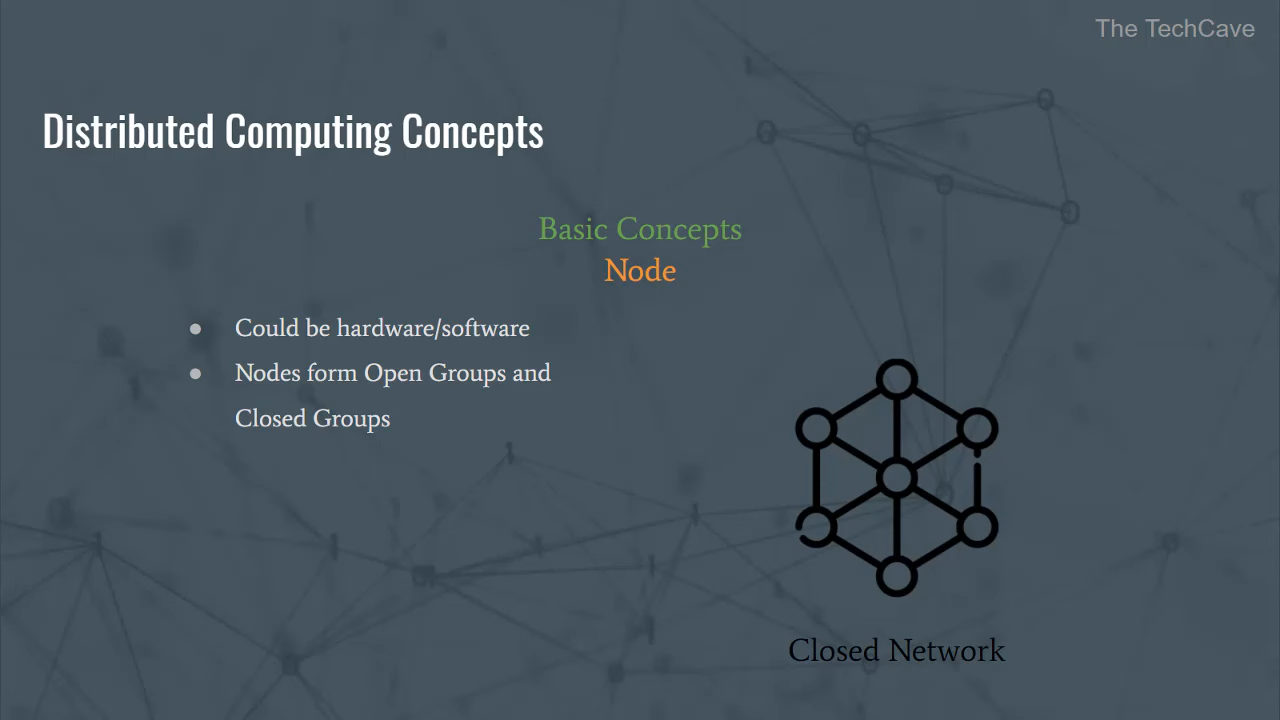 The TechCave
Distributed Computing Concepts
Basic Concepts
Node
● Could be hardware/software
● Nodes form Open Groups and
Closed Groups
Closed Network